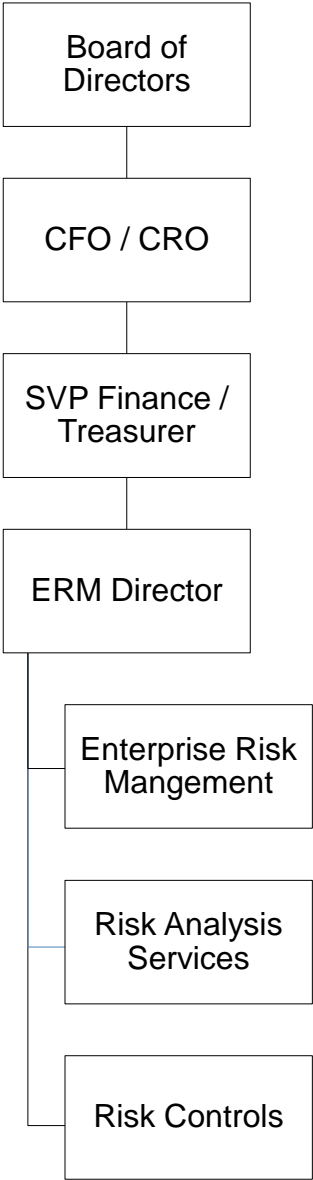 Board of
Directors
CFO / CRO
SVP Finance /
Treasurer
ERM Director
Enterprise Risk
Mangement
Risk Analysis
Services
Risk Controls